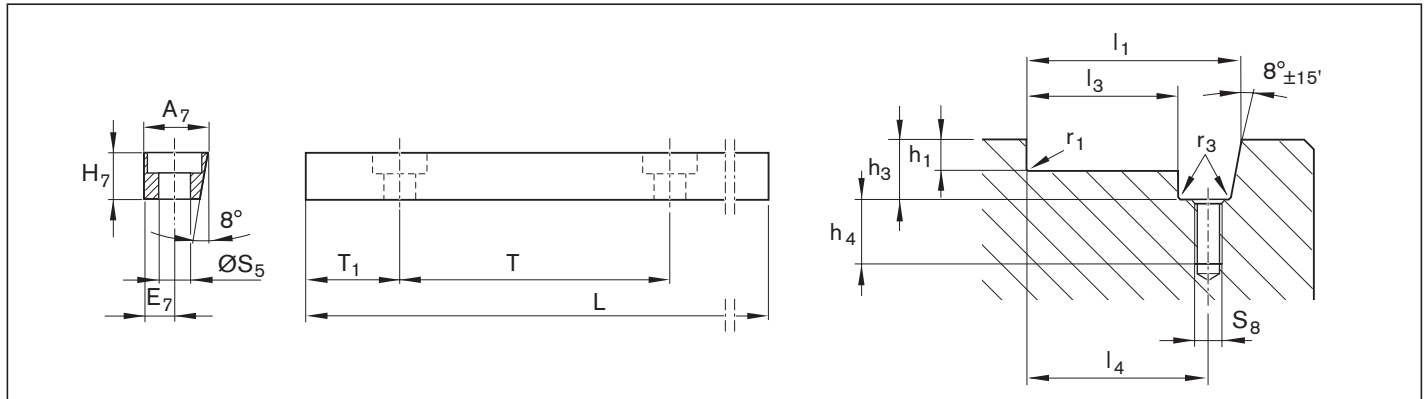 A₇
H₇
8°
ØS₅
E₇
T₁
T
L
l₁
l₃
8°±15'
h₁
h₃
r₁
r₃
h₄
S₈
l₄